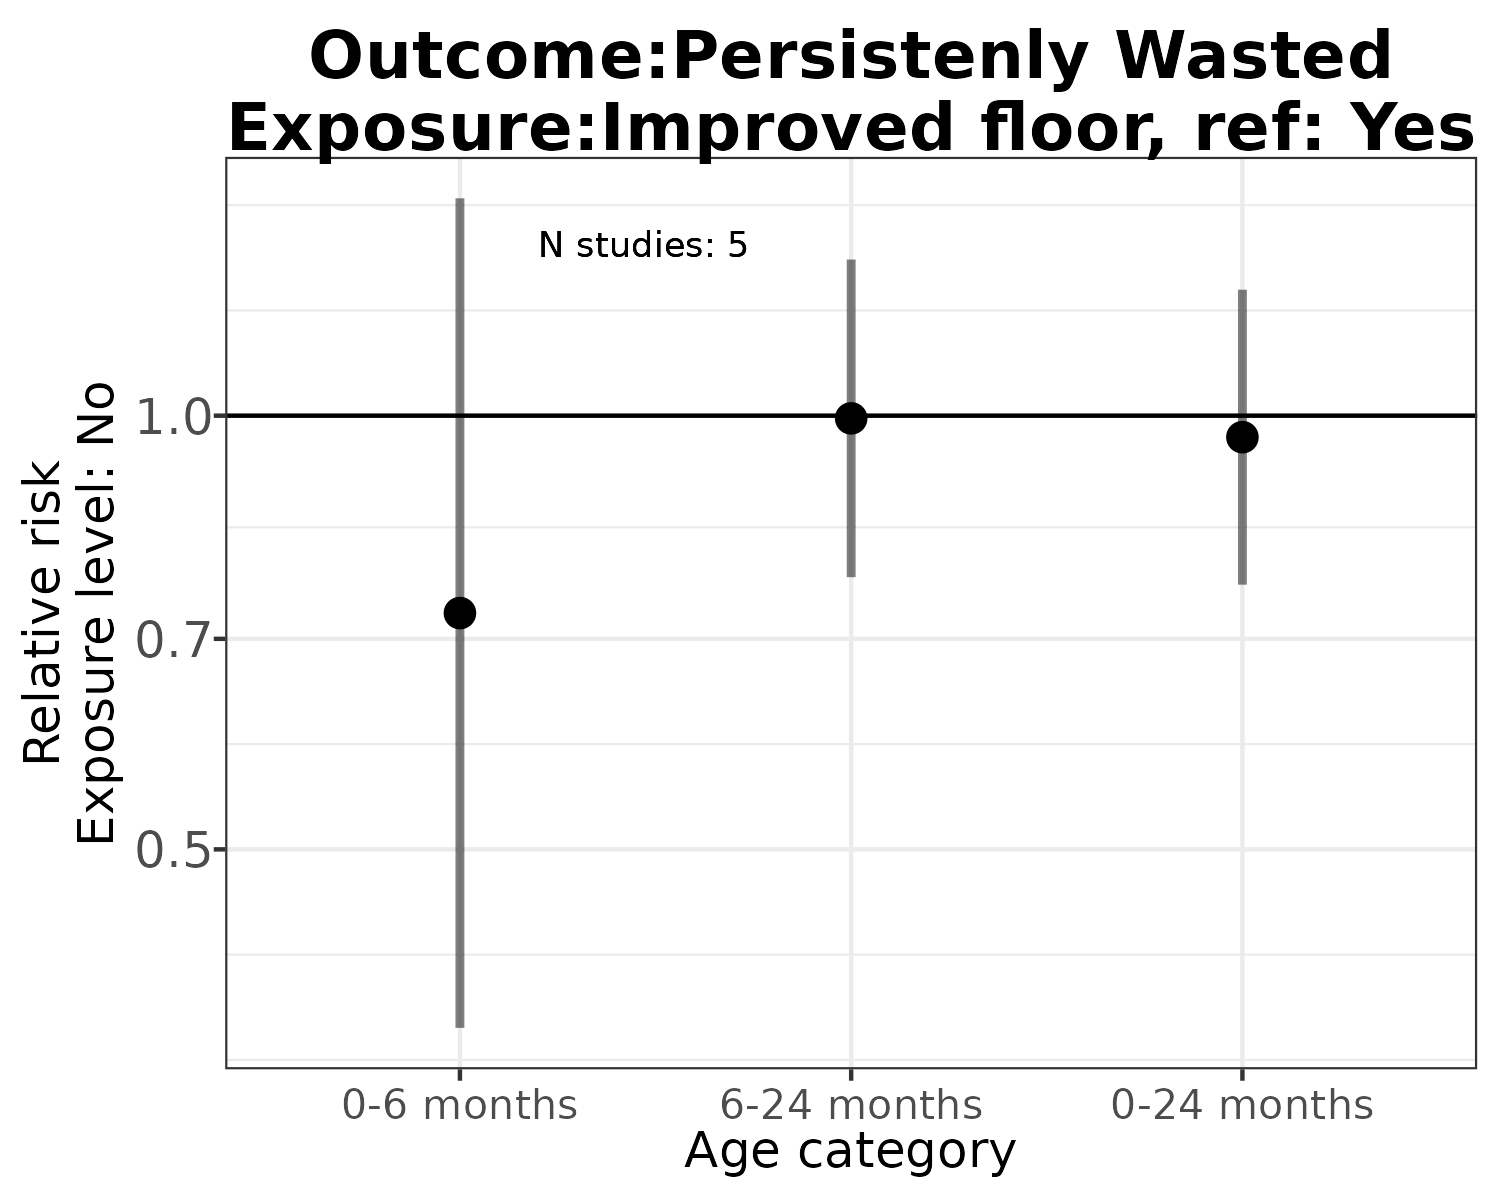 Outcome:Persistenly Wasted
Exposure:Improved floor, ref: Yes
N studies: 5
Relative risk
Exposure level: No
1.0
0.7
0.5
0-6 months
6-24 months
0-24 months
Age category